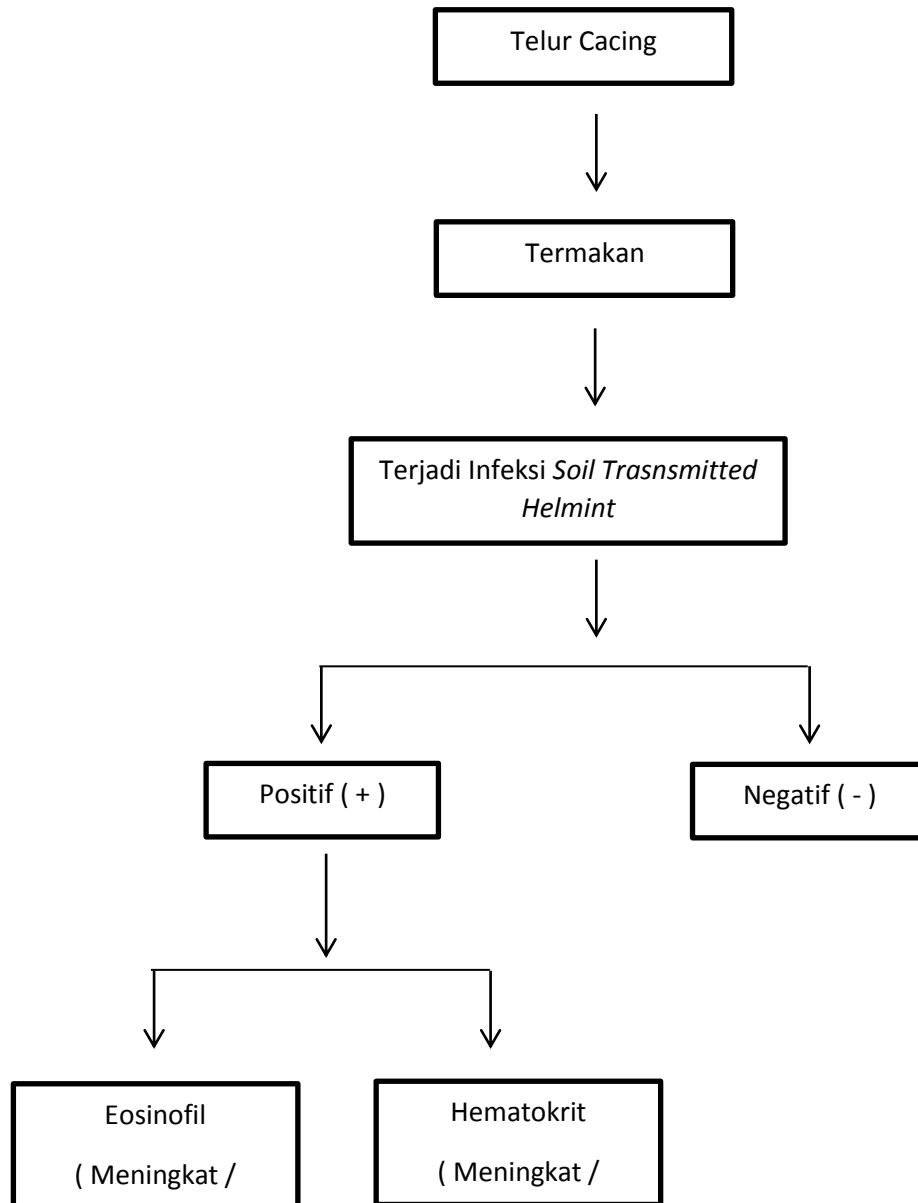 Telur Cacing
Termakan
Terjadi Infeksi Soil Trasnsmitted
Helmint
Positif ( + )
Negatif ( - )
Eosinofil
( Meningkat /
Hematokrit
( Meningkat /